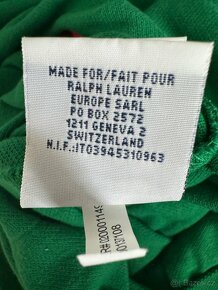 MADE FOR/FAIT POUR
RALPH LAUREN
EUROPE SARL
PO BOX 2572
1211 GENEVA 2
SWITZERLAND
N.I.F.:IT03945310963